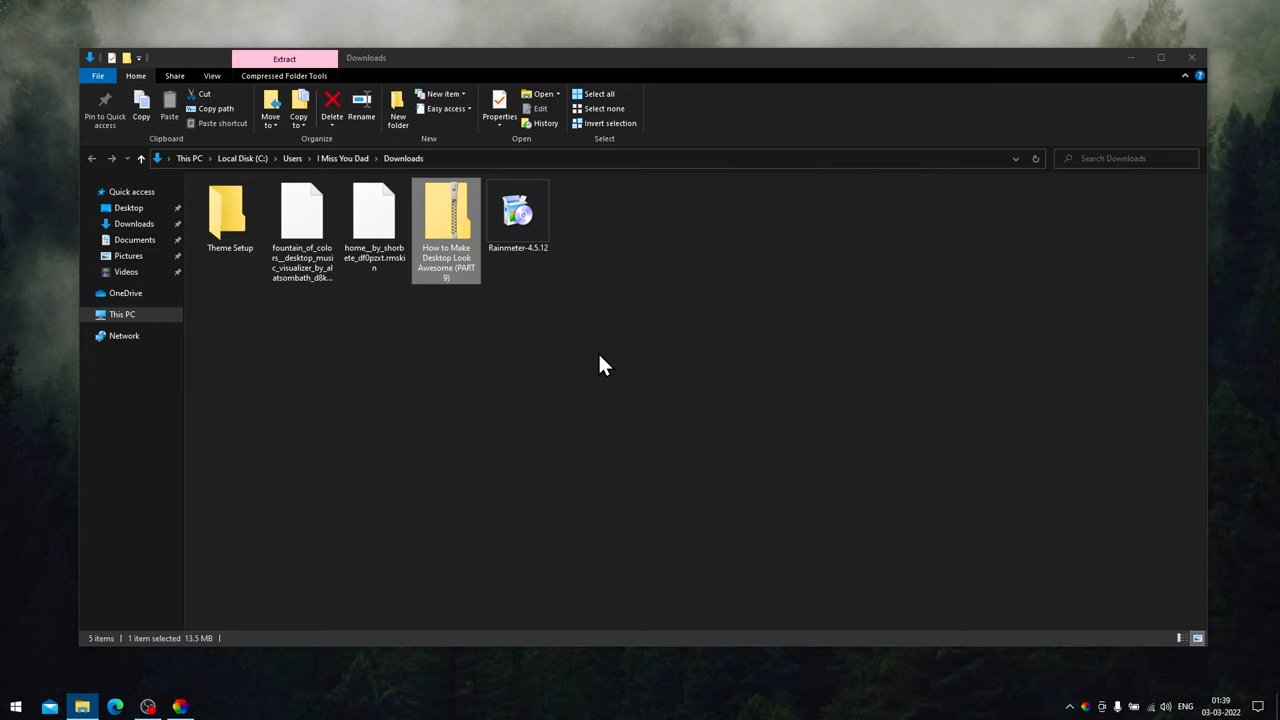 Extract
Downloads
File
Home
Share
View
Compressed Folder Tools
Pin to Quick
access
Copy
Paste
Cut
Copy path
Paste shortcut
Clipboard
Move
to
Copy
to
Delete
Rename
Organize
New
folder
New item
Easy access
New
Properties
Open
Edit
History
Open
Select all
Select none
Invert selection
Select
This PC
Local Disk (C:)
Users
I Miss You Dad
Downloads
Search Downloads
Quick access
Desktop
Downloads
Documents
Pictures
Videos
OneDrive
This PC
Network
Theme Setup
fountain_of_colo
rs__desktop_musi
c_visualizer_by_al
atsombath_d8k...
home__by_shorb
ete_df0pzxt.rmski
n
How to Make
Desktop Look
Awesome (PART
9)
Rainmeter-4.5.12
5 items
1 item selected 13.5 MB
ENG
01:39
03-03-2022